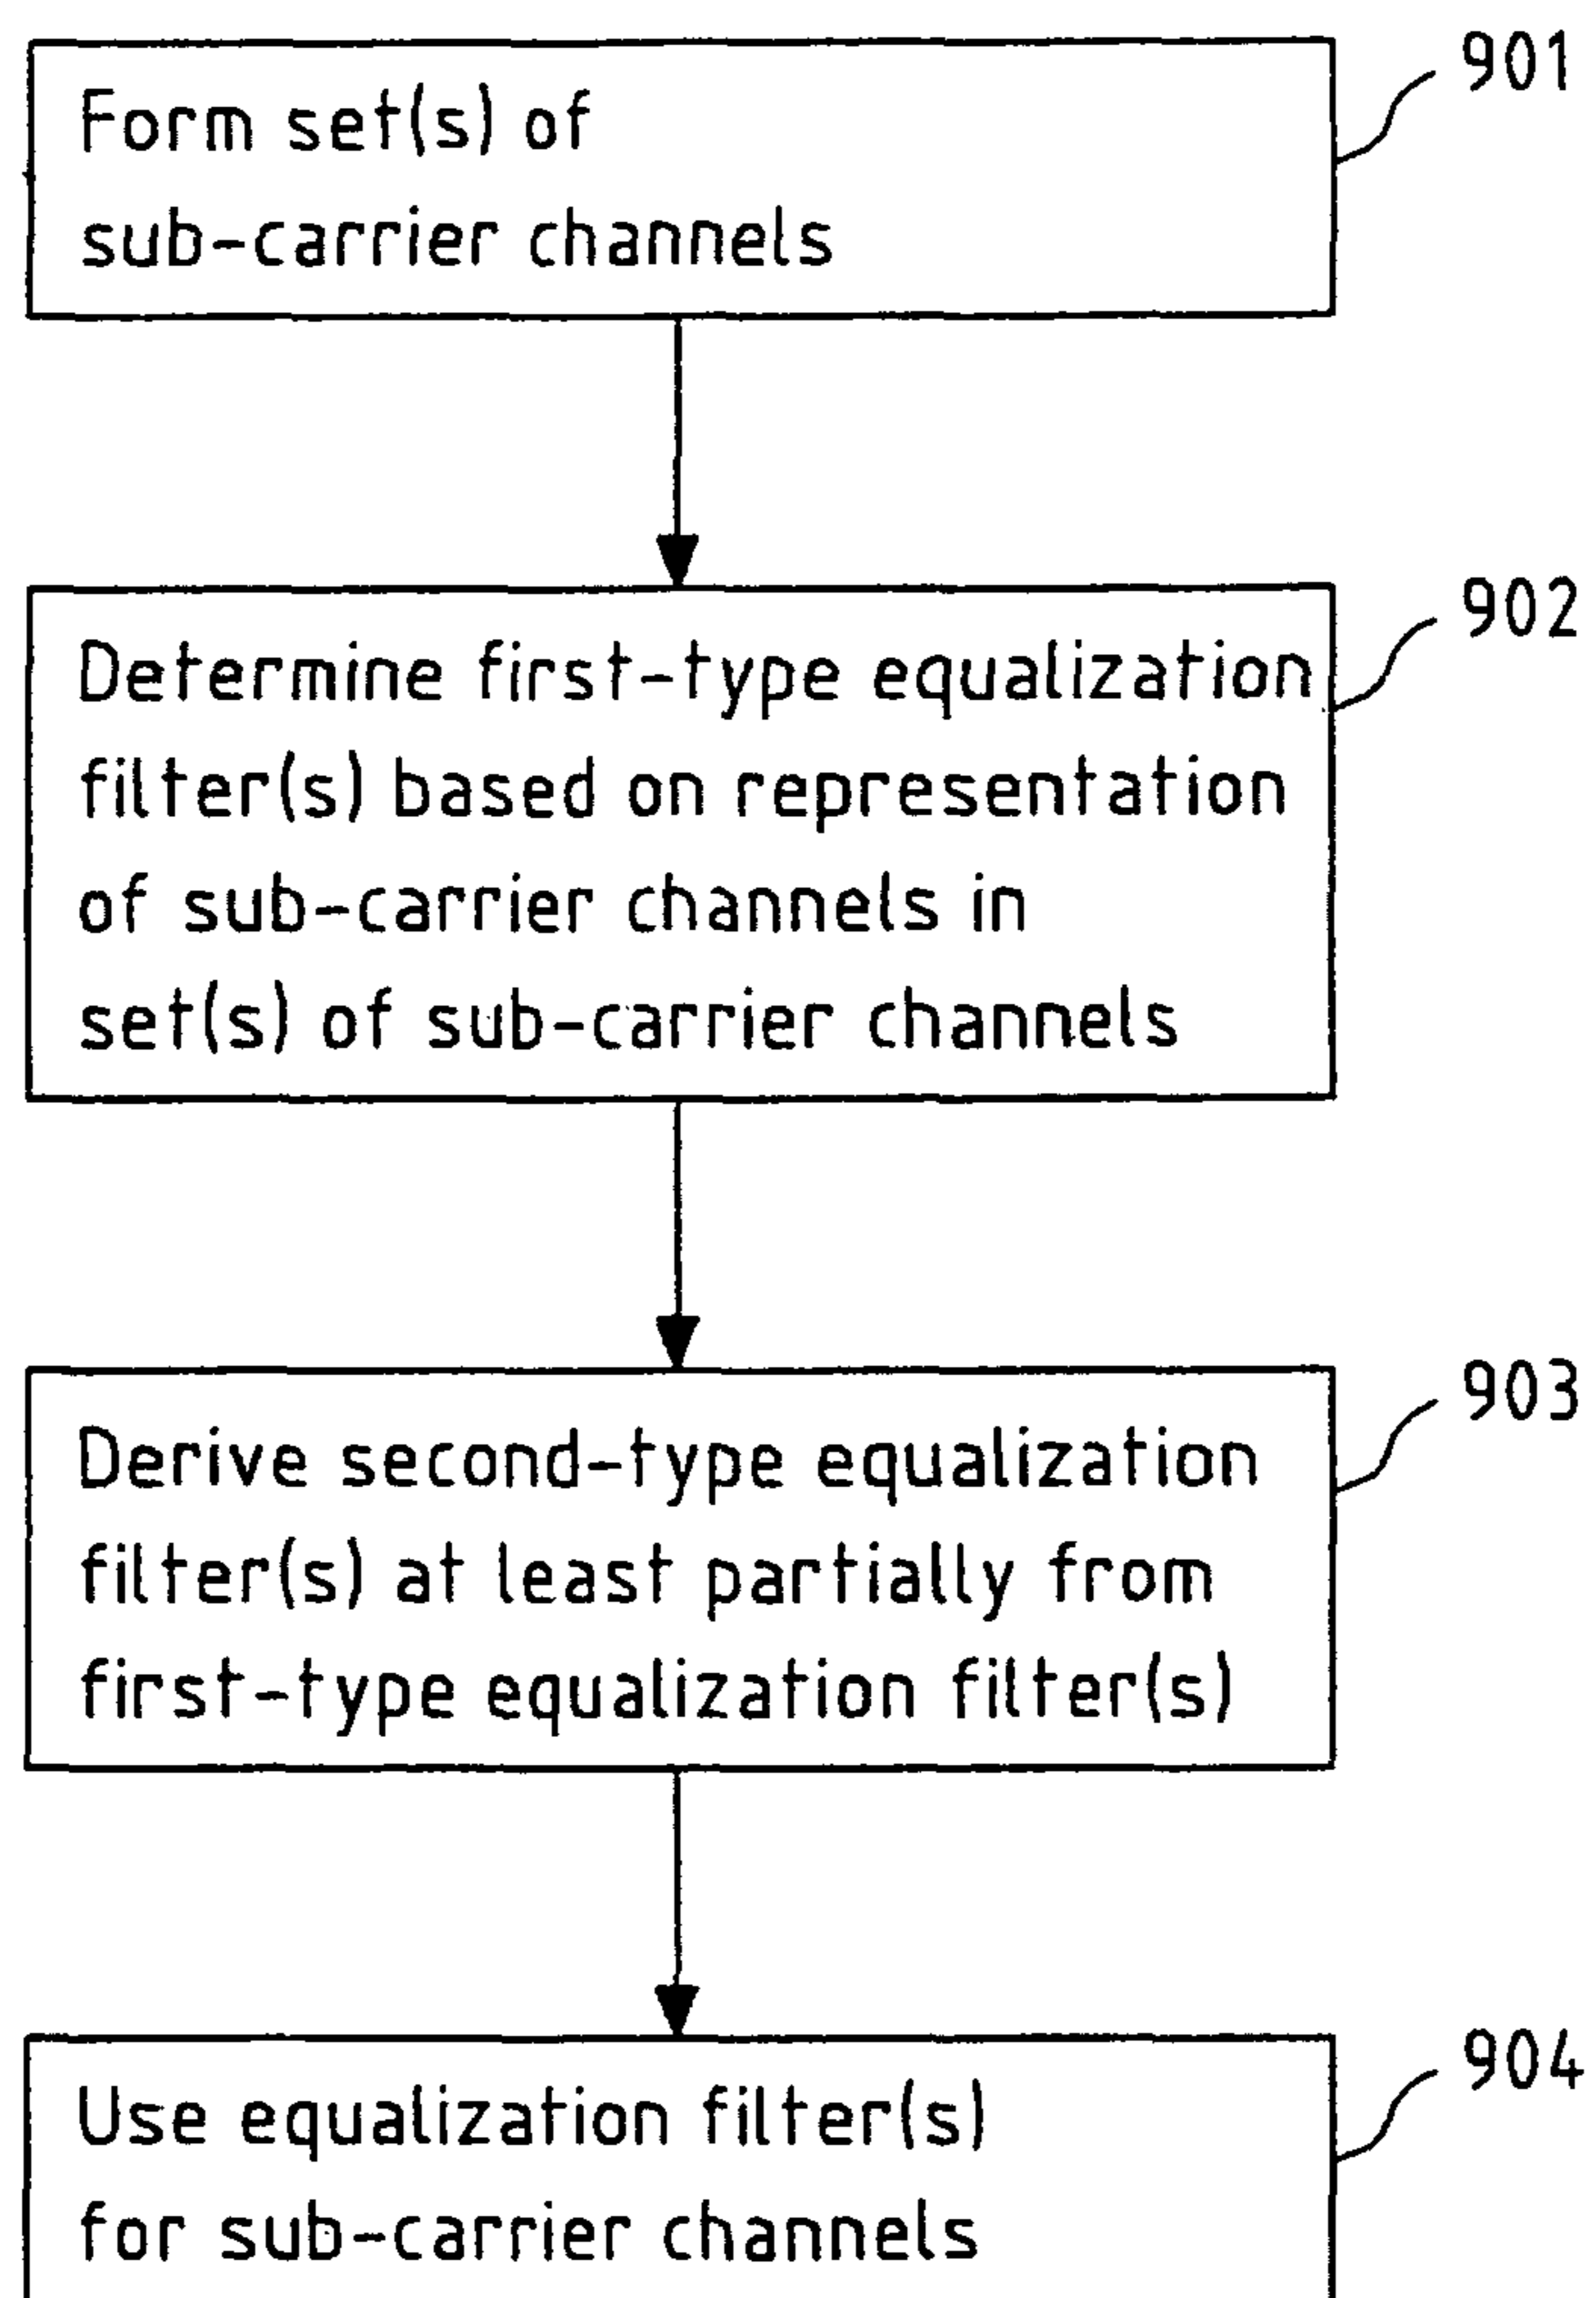 901
Form set(s) of
sub-carrier channels
902
Determine first-type equalization
filter(s) based on representation
of sub-carrier channels in
set(s) of sub-carrier channels
903
Derive second-type equalization
filter(s) at least partially from
first-type equalization filter(s)
904
Use equalization filter(s)
for sub-carrier channels